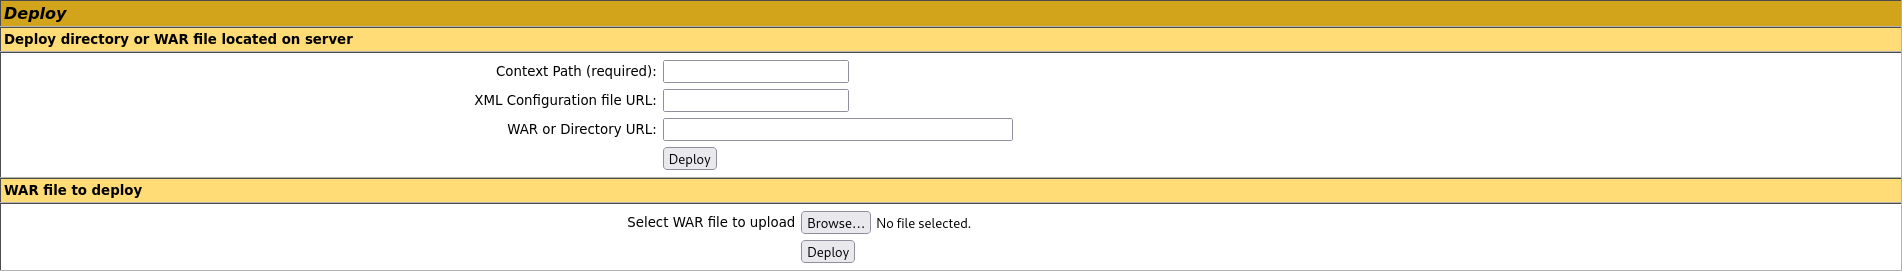 Deploy
Deploy directory or WAR file located on server
Context Path (required):
XML Configuration file URL:
WAR or Directory URL:
Deploy
WAR file to deploy
Select WAR file to upload Browse... No file selected.
Deploy